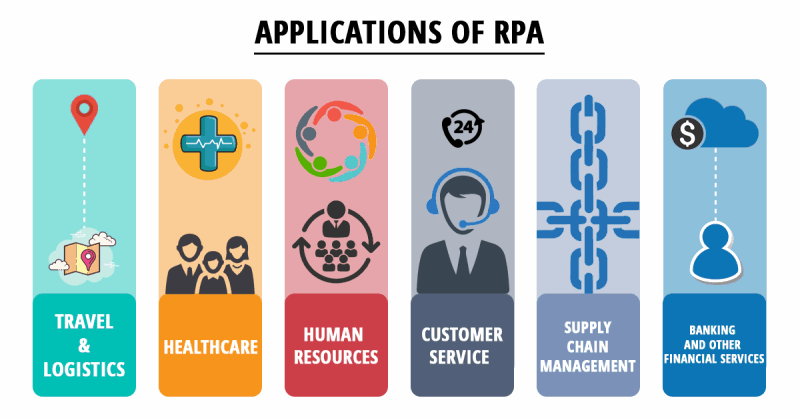 APPLICATIONS OF RPA
24
$
TRAVEL
&
LOGISTICS
HEALTHCARE
HUMAN
RESOURCES
CUSTOMER
SERVICE
SUPPLY
CHAIN
MANAGEMENT
BANKING
AND OTHER
FINANCIAL SERVICES